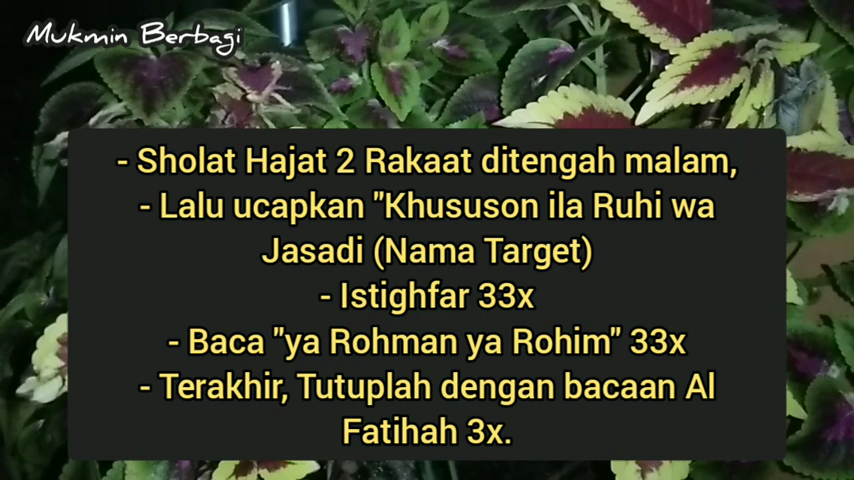 Mukmin Berbagi
- Sholat Hajat 2 Rakaat ditengah malam,
- Lalu ucapkan "Khususon ila Ruhi wa
Jasadi (Nama Target)
- Istighfar 33x
- Baca "ya Rohman ya Rohim" 33x
- Terakhir, Tutuplah dengan bacaan Al
Fatihah 3x.